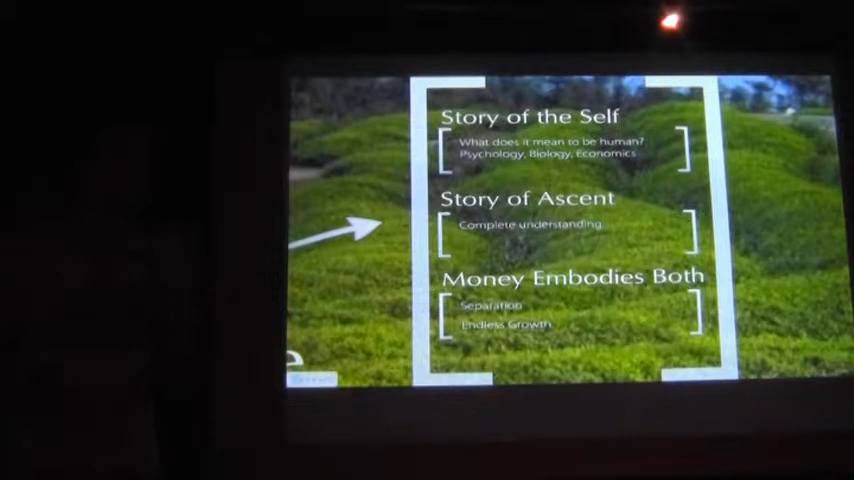 Story of the Self
What does it mean to be human?
Psychology, Biology, Economics
Story of Ascent
Complete understanding
Money Embodies Both
Separation
Endless Growth
e